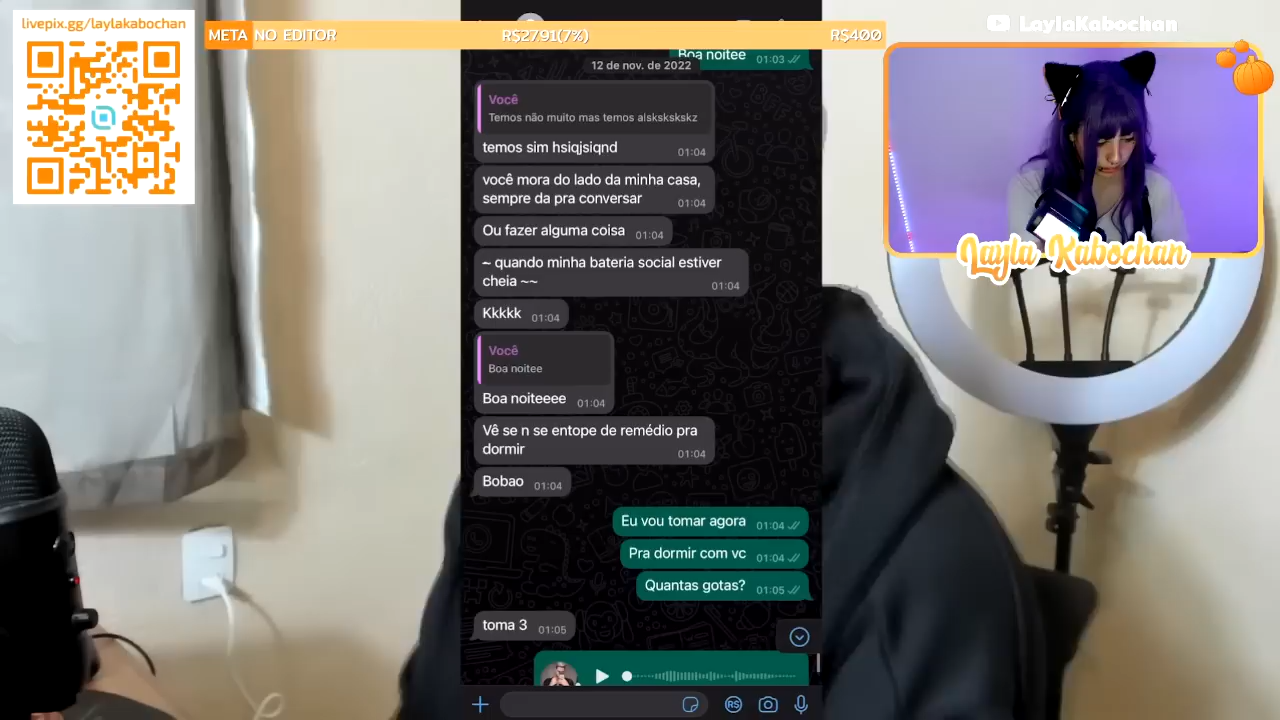 livepix.gg/laylakabochan
META NO EDITOR
R$27.91(7%)
R$400
LaylaKabochan
Layla Kabochan
Boa noitee 01:03
12 de nov. de 2022
Você
Temos não muito mas temos alskskskskz
temos sim hsiqjsiqnd 01:04
você mora do lado da minha casa,
sempre da pra conversar 01:04
Ou fazer alguma coisa 01:04
~ quando minha bateria social estiver
cheia ~~ 01:04
Kkkkk 01:04
Você
Boa noitee
Boa noiteeee 01:04
Vê se n se entope de remédio pra
dormir 01:04
Bobao 01:04
Eu vou tomar agora 01:04
Pra dormir com vc 01:04
Quantas gotas? 01:05
toma 3 01:05
R$